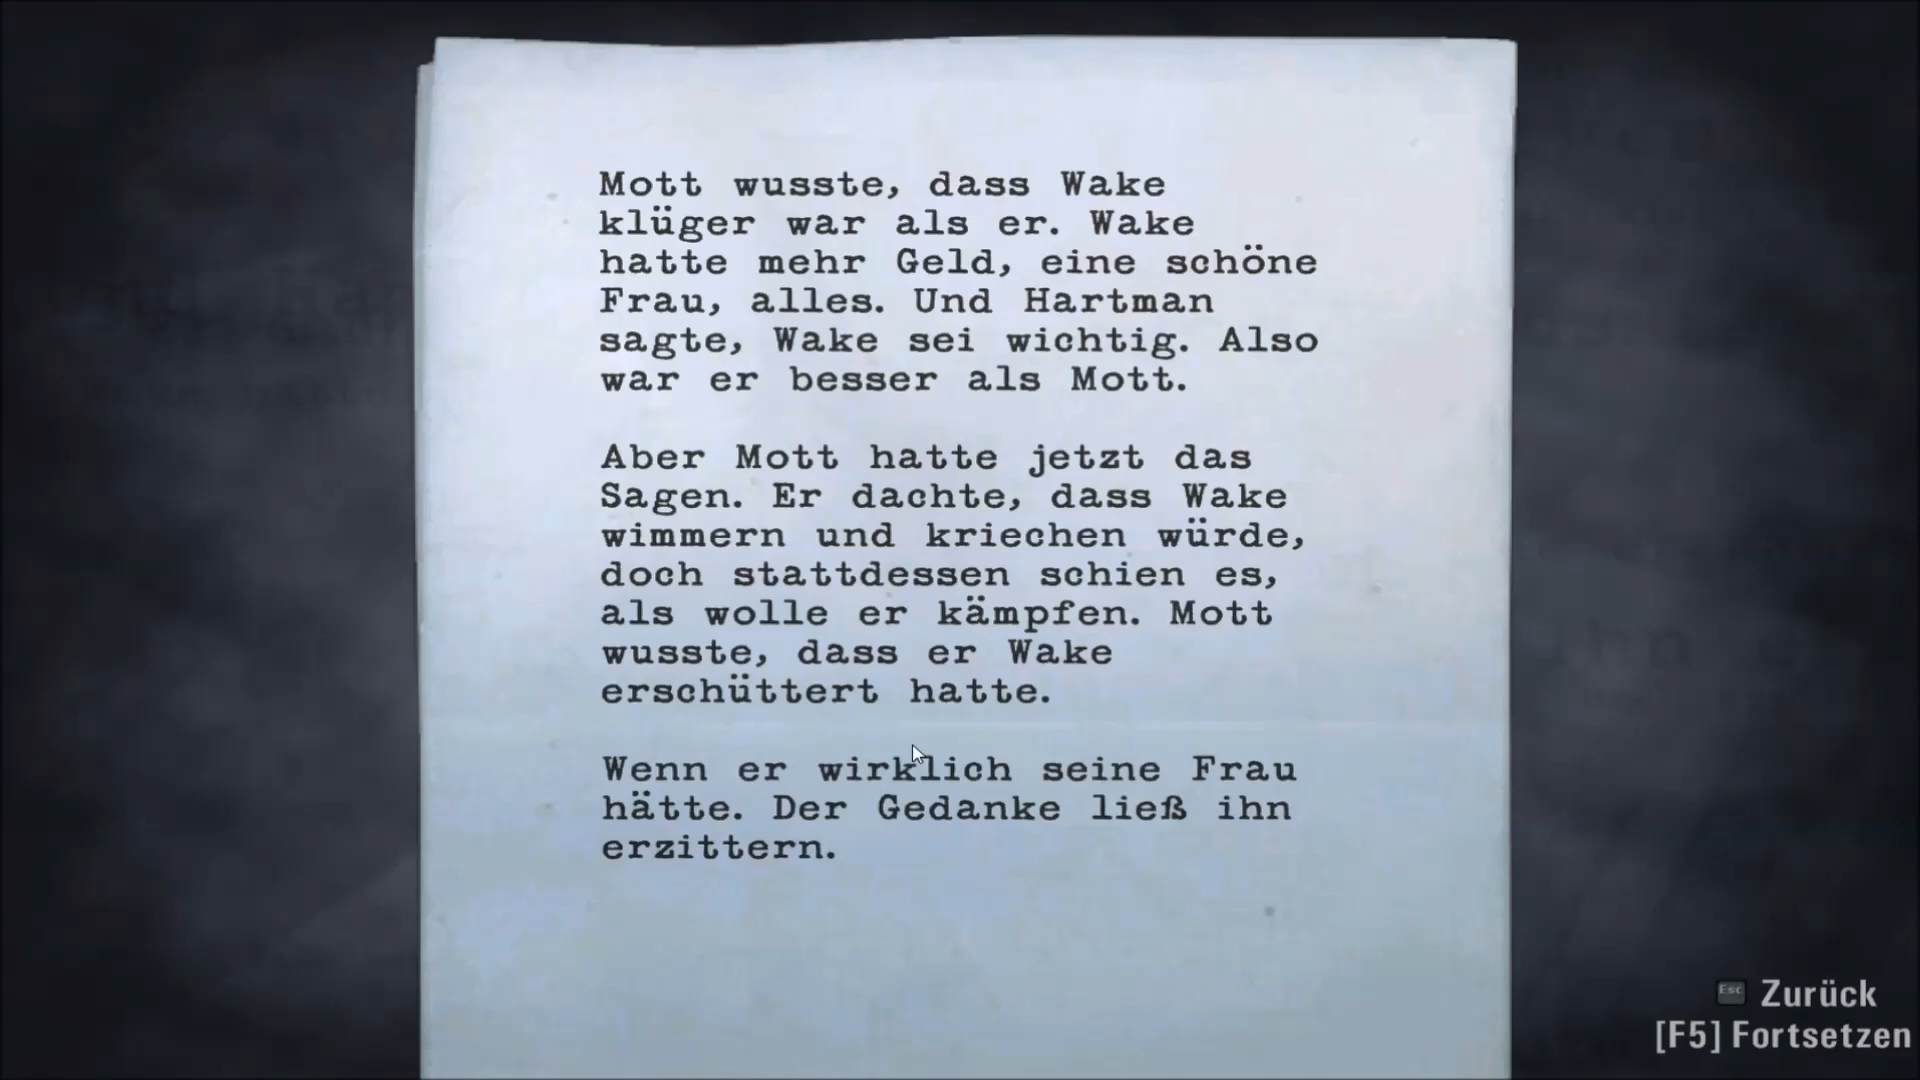 Mott wusste, dass Wake
klüger war als er. Wake
hatte mehr Geld, eine schöne
Frau, alles. Und Hartman
sagte, Wake sei wichtig. Also
war er besser als Mott.
Aber Mott hatte jetzt das
Sagen. Er dachte, dass Wake
wimmern und kriechen würde,
doch stattdessen schien es,
als wolle er kämpfen. Mott
wusste, dass er Wake
erschüttert hatte.
Wenn er wirklich seine Frau
hätte. Der Gedanke ließ ihn
erzittern.
Esc Zurück
[F5] Fortsetzen